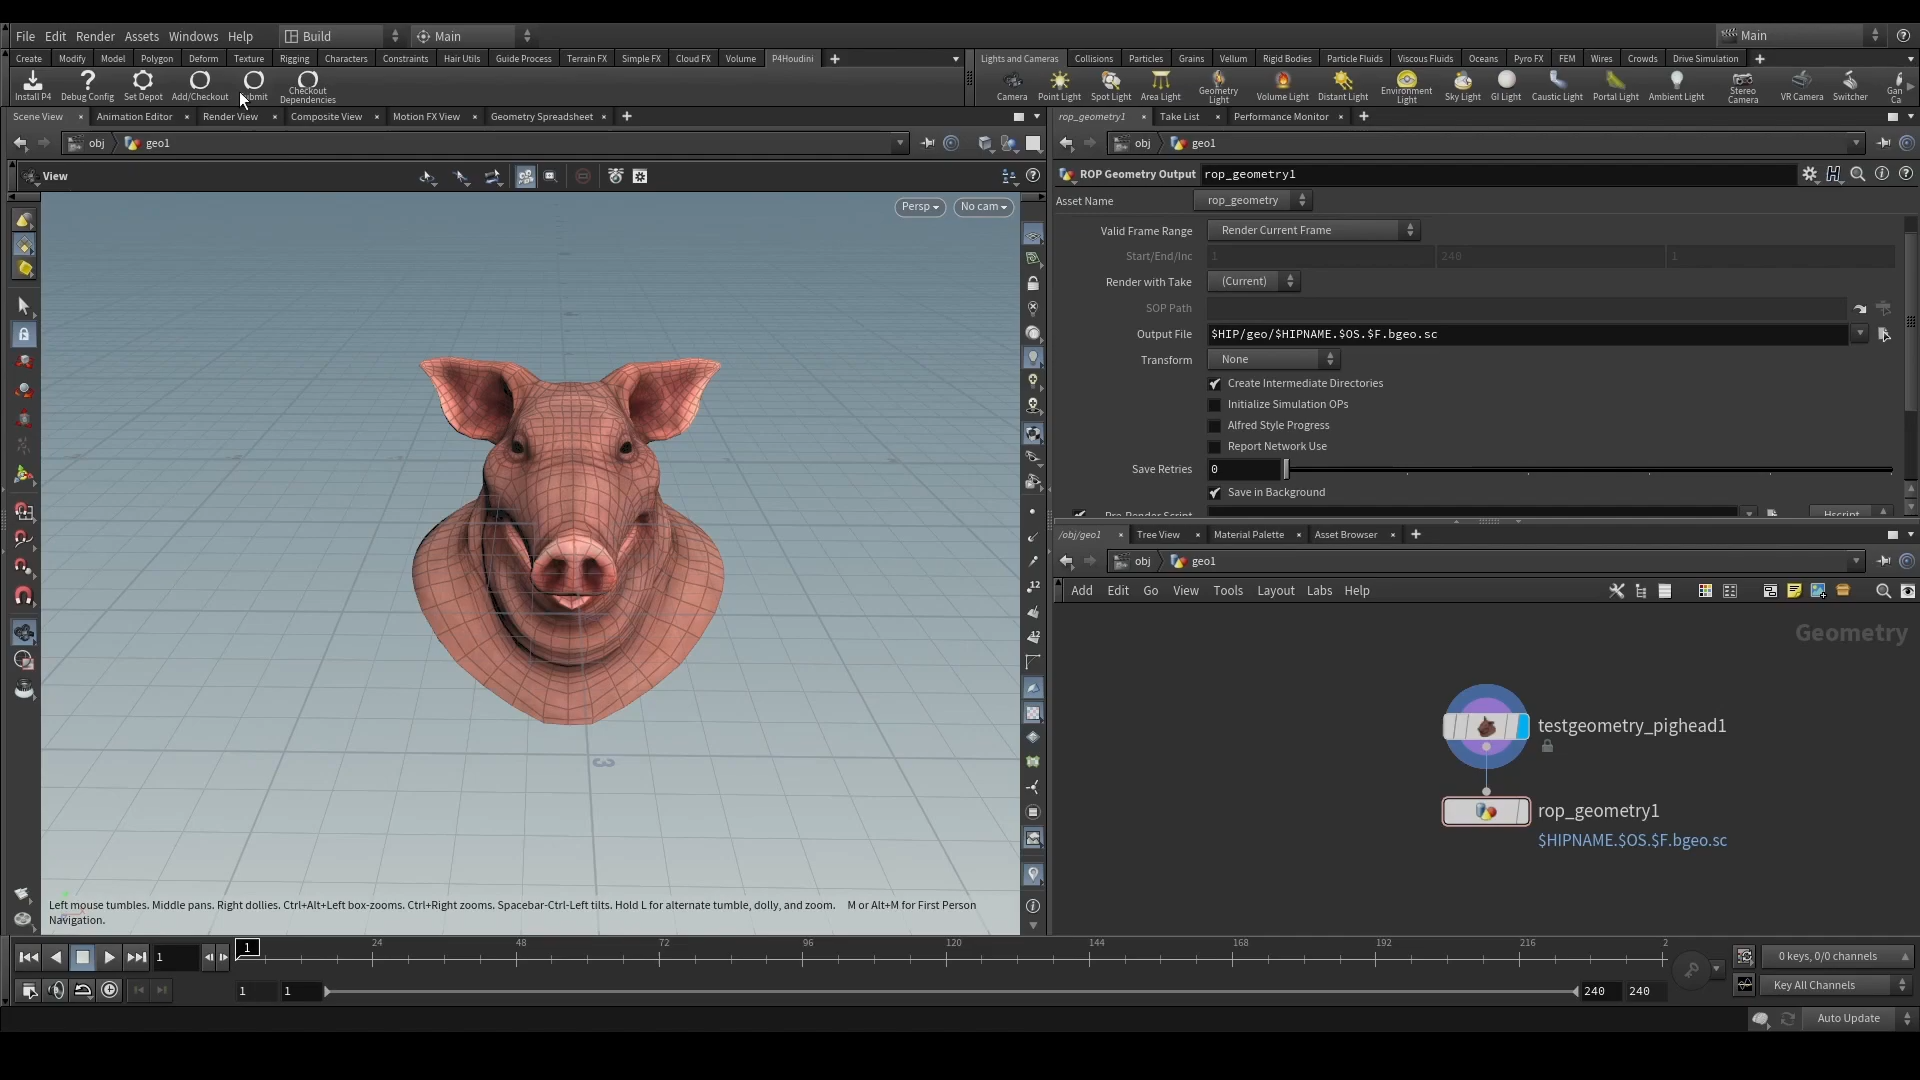 File Edit Render Assets Windows Help Build Main Main
Create Modify Model Polygon Deform Texture Rigging Characters Constraints Hair Utils Guide Process Terrain FX Simple FX Cloud FX Volume P4Houdini
Lights and Cameras Collisions Particles Grains Vellum Rigid Bodies Particle Fluids Viscous Fluids Oceans Pyro FX FEM Wires Crowds Drive Simulation
Install P4 Debug Config Set Depot Add/Checkout Checkout Dependencies
Camera Point Light Spot Light Area Light Geometry Light Volume Light Distant Light Environment Light Sky Light GI Light Caustic Light Portal Light Ambient Light Stereo Camera VR Camera Switcher
Scene View Animation Editor Render View Composite View Motion FX View Geometry Spreadsheet
rop_geometry1 Take List Performance Monitor
obj geo1
obj geo1
View
ROP Geometry Output rop_geometry1
Asset Name rop_geometry
Persp No cam
Valid Frame Range Render Current Frame
Start/End/Inc 1 240 1
Render with Take (Current)
SOP Path
Output File $HIP/geo/$HIPNAME.$OS.$F.bgeo.sc
Transform None
Create Intermediate Directories
Initialize Simulation OPs
Alfred Style Progress
Report Network Use
Save Retries 0
Save in Background
Pre-Render Script Hscript
/obj/geo1 Tree View Material Palette Asset Browser
obj geo1
Add Edit Go View Tools Layout Labs Help
Geometry
testgeometry_pighead1
rop_geometry1
$HIPNAME.$OS.$F.bgeo.sc
12
12
3
Left mouse tumbles. Middle pans. Right dollies. Ctrl+Alt+Left box-zooms. Ctrl+Right zooms. Spacebar-Ctrl-Left tilts. Hold L for alternate tumble, dolly, and zoom. M or Alt+M for First Person
Navigation.
1 1 24 48 72 96 120 144 168 192 216 2
0 keys, 0/0 channels
1 1 240 240
Key All Channels
Auto Update